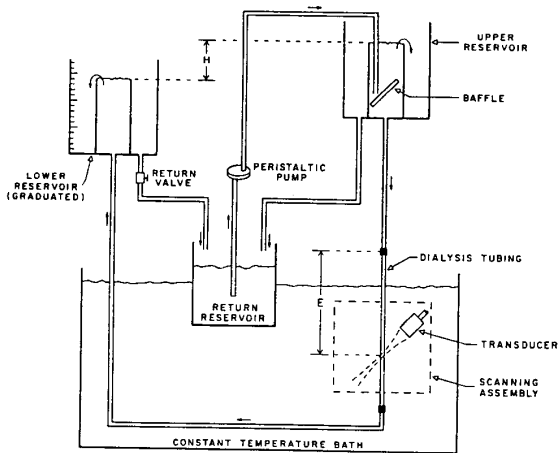 UPPER
RESERVOIR
H
BAFFLE
LOWER
RESERVOIR
(GRADUATED)
RETURN
VALVE
PERISTALTIC
PUMP
DIALYSIS TUBING
E
RETURN
RESERVOIR
TRANSDUCER
SCANNING
ASSEMBLY
CONSTANT TEMPERATURE BATH